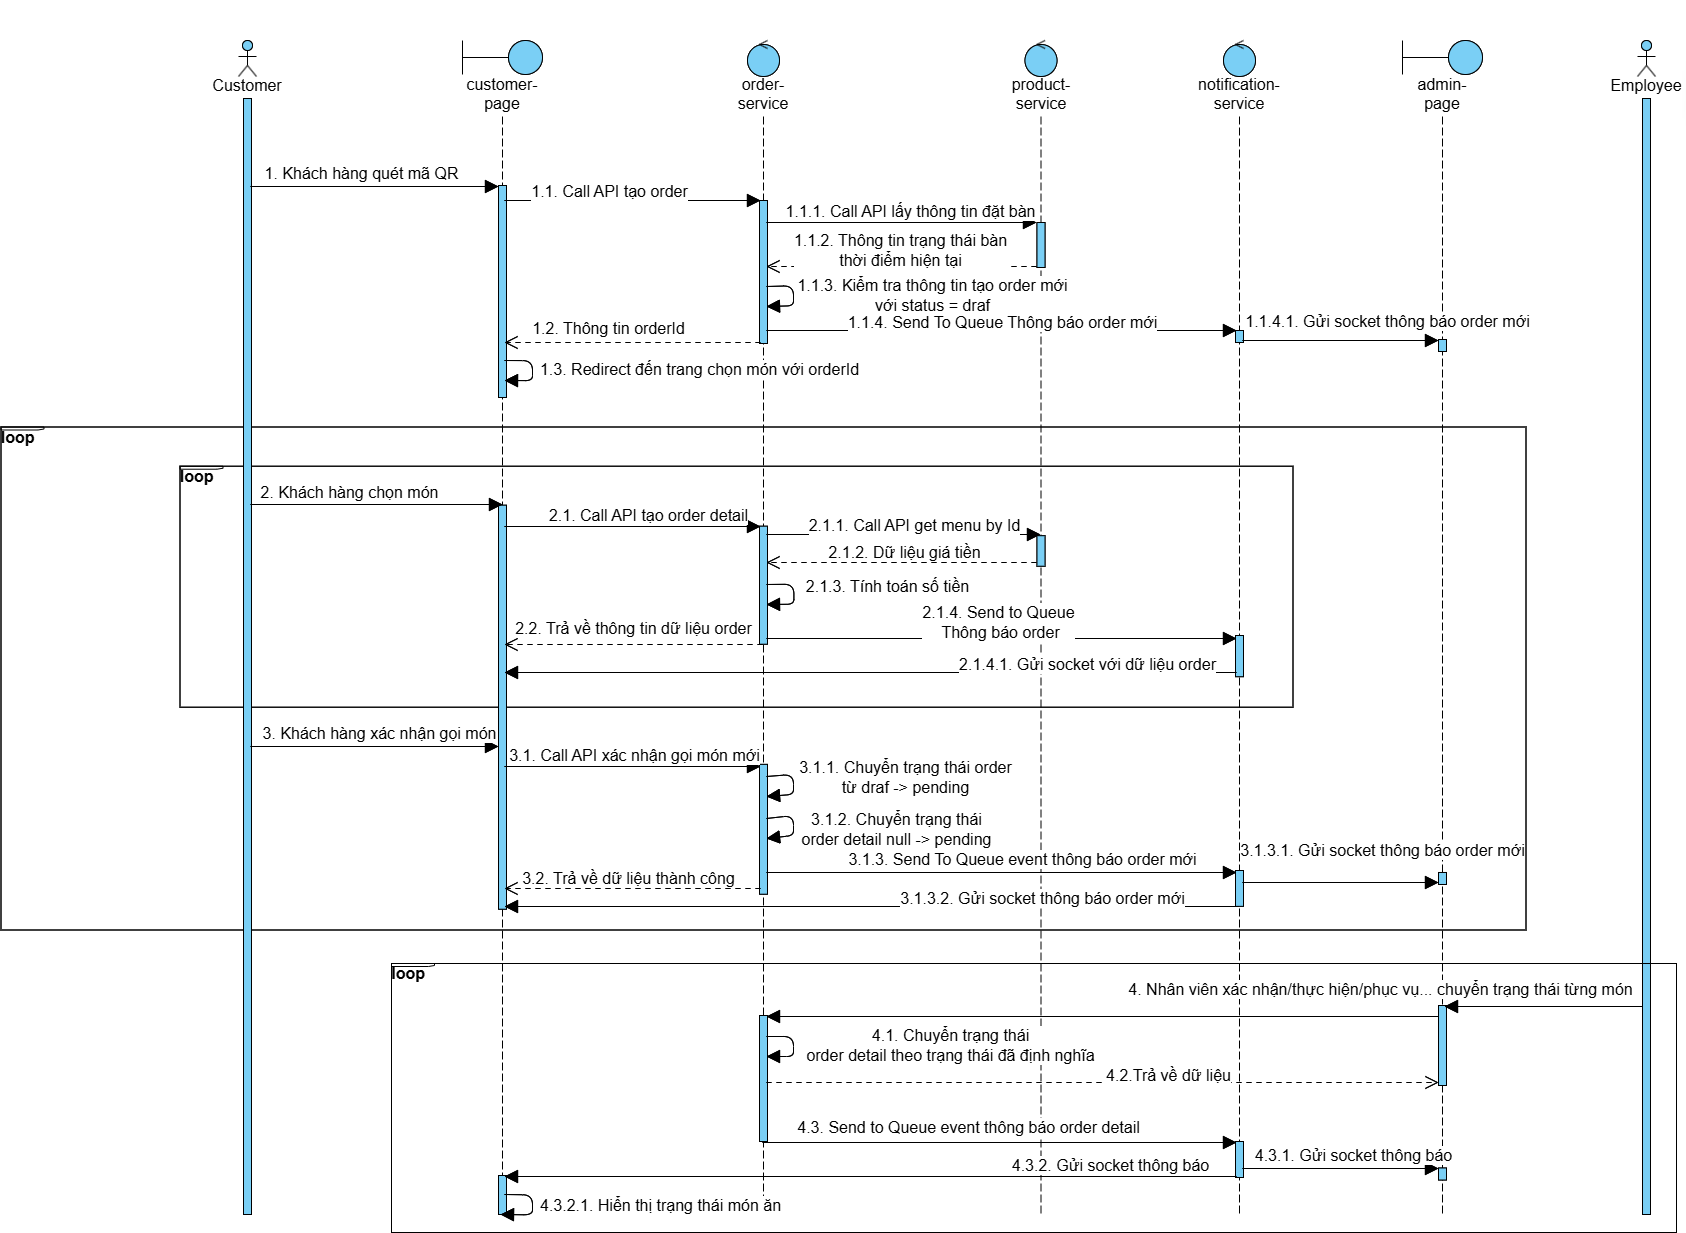 Customer
customer-
page
order-
service
product-
service
notification-
service
admin-
page
Employee
1. Khách hàng quét mã QR
1.1. Call API tạo order
1.1.1. Call API lấy thông tin đặt bàn
1.1.2. Thông tin trạng thái bàn
thời điểm hiện tại
1.1.3. Kiểm tra thông tin tạo order mới
với status = draf
1.1.4. Send To Queue Thông báo order mới
1.1.4.1. Gửi socket thông báo order mới
1.2. Thông tin orderId
1.3. Redirect đến trang chọn món với orderId
loop
loop
2. Khách hàng chọn món
2.1. Call API tạo order detail
2.1.1. Call API get menu by Id
2.1.2. Dữ liệu giá tiền
2.1.3. Tính toán số tiền
2.1.4. Send to Queue
Thông báo order
2.2. Trả về thông tin dữ liệu order
2.1.4.1. Gửi socket với dữ liệu order
3. Khách hàng xác nhận gọi món
3.1. Call API xác nhận gọi món mới
3.1.1. Chuyển trạng thái order
từ draf -> pending
3.1.2. Chuyển trạng thái
order detail null -> pending
3.1.3. Send To Queue event thông báo order mới
3.1.3.1. Gửi socket thông báo order mới
3.2. Trả về dữ liệu thành công
3.1.3.2. Gửi socket thông báo order mới
loop
4. Nhân viên xác nhận/thực hiện/phục vụ... chuyển trạng thái từng món
4.1. Chuyển trạng thái
order detail theo trạng thái đã định nghĩa
4.2.Trả về dữ liệu
4.3. Send to Queue event thông báo order detail
4.3.1. Gửi socket thông báo
4.3.2. Gửi socket thông báo
4.3.2.1. Hiển thị trạng thái món ăn